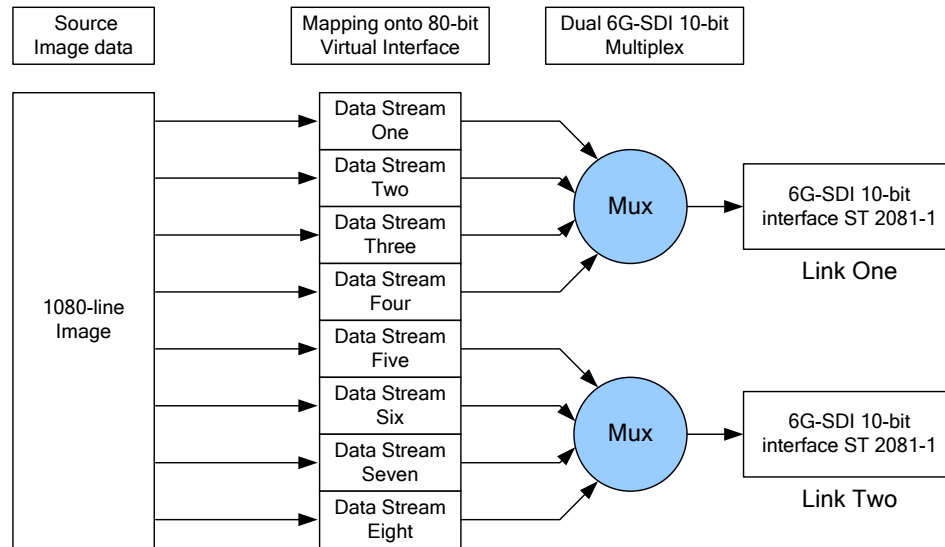 Source
Image data
Mapping onto 80-bit
Virtual Interface
Dual 6G-SDI 10-bit
Multiplex
1080-line
Image
Data Stream
One
Data Stream
Two
Data Stream
Three
Data Stream
Four
Data Stream
Five
Data Stream
Six
Data Stream
Seven
Data Stream
Eight
Mux
Mux
6G-SDI 10-bit
interface ST 2081-1
Link One
6G-SDI 10-bit
interface ST 2081-1
Link Two